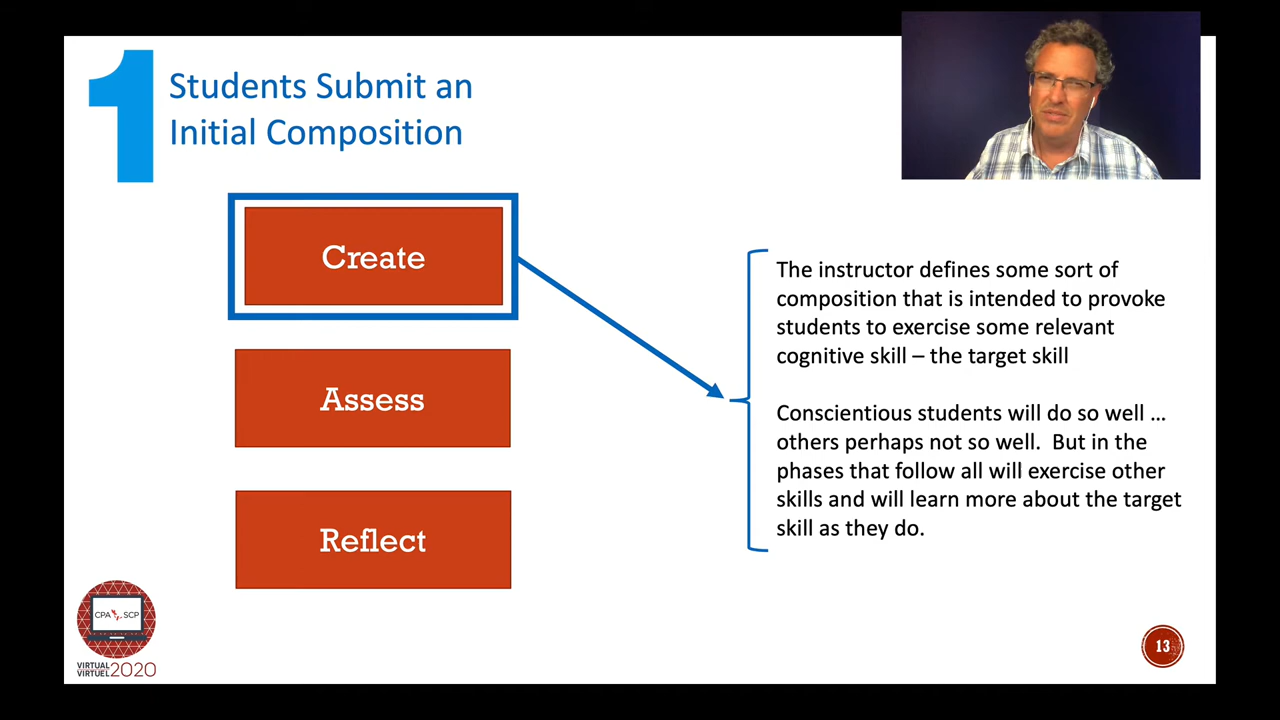 1
Students Submit an
Initial Composition
Create
Assess
Reflect
The instructor defines some sort of
composition that is intended to provoke
students to exercise some relevant
cognitive skill – the target skill
Conscientious students will do so well …
others perhaps not so well.  But in the
phases that follow all will exercise other
skills and will learn more about the target
skill as they do.
CPA SCP
VIRTUAL
VIRTUEL 2020
13